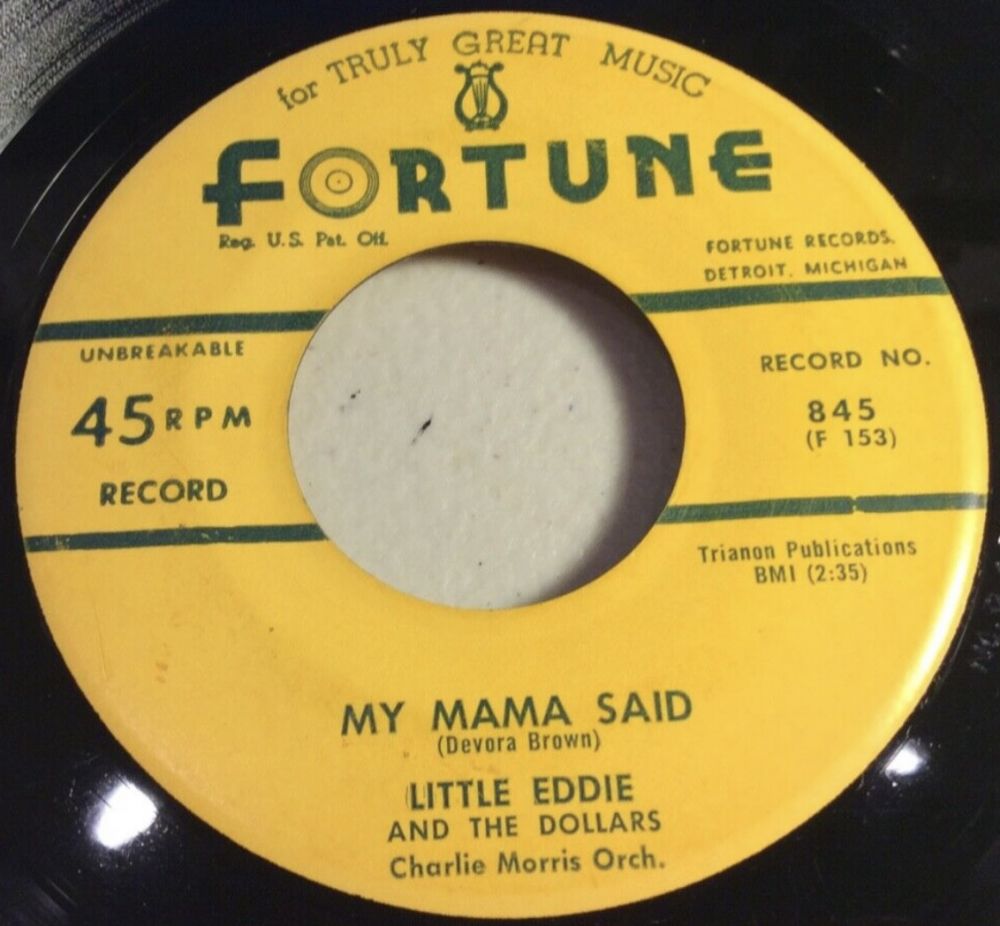 for TRULY GREAT MUSIC
FORTUNE
Reg. U.S. Pat. Off.
FORTUNE RECORDS.
DETROIT, MICHIGAN
UNBREAKABLE
45 RPM
RECORD
RECORD NO.
845
(F 153)
Trianon Publications
BMI (2:35)
MY MAMA SAID
(Devora Brown)
LITTLE EDDIE
AND THE DOLLARS
Charlie Morris Orch.